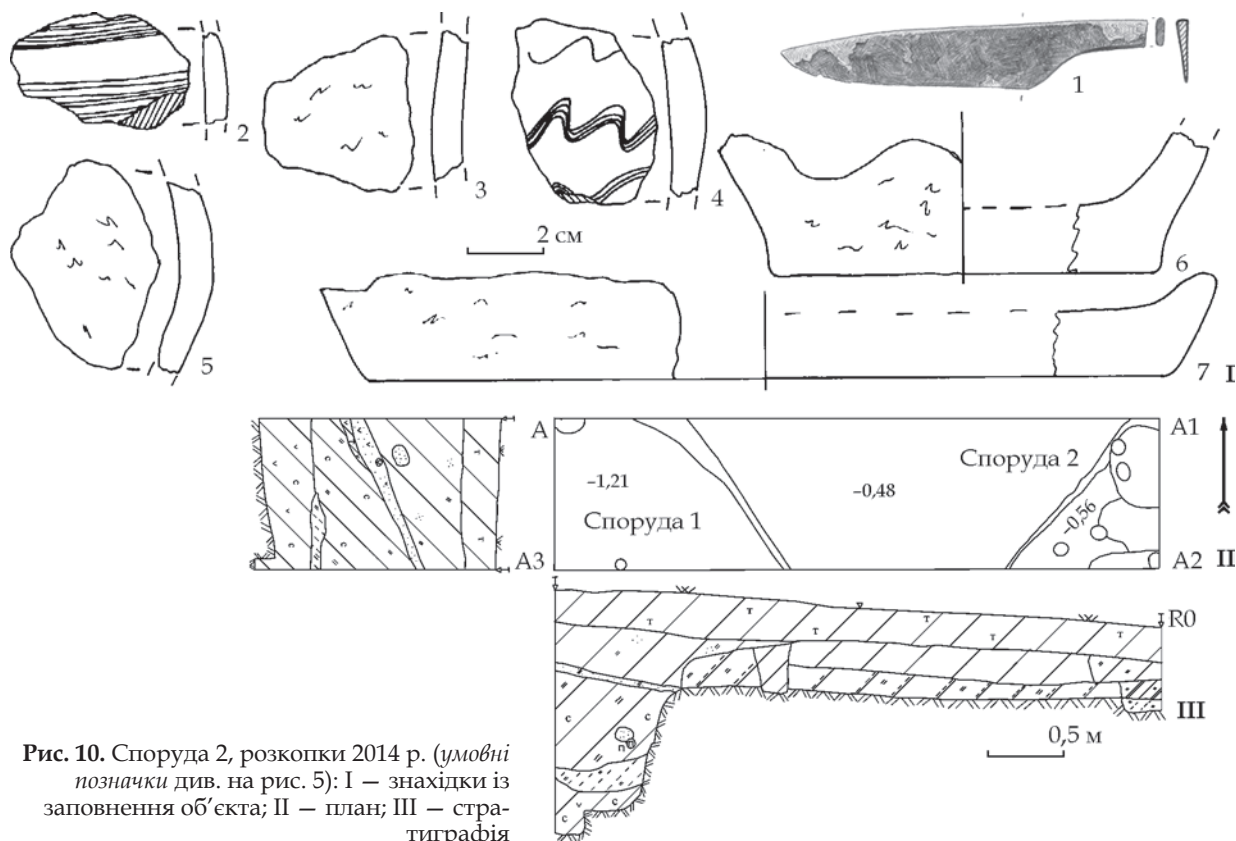 1
2
3
4
2 см
5
6
7 I
A
A1
Споруда 2
–1,21
–0,48
Споруда 1
–0,56
A3
A2 II
R0
III
0,5 м
Рис. 10. Споруда 2, розкопки 2014 р. (умовні
позначки див. на рис. 5): I — знахідки із
заповнення об’єкта; II — план; III — стра-
тиграфія